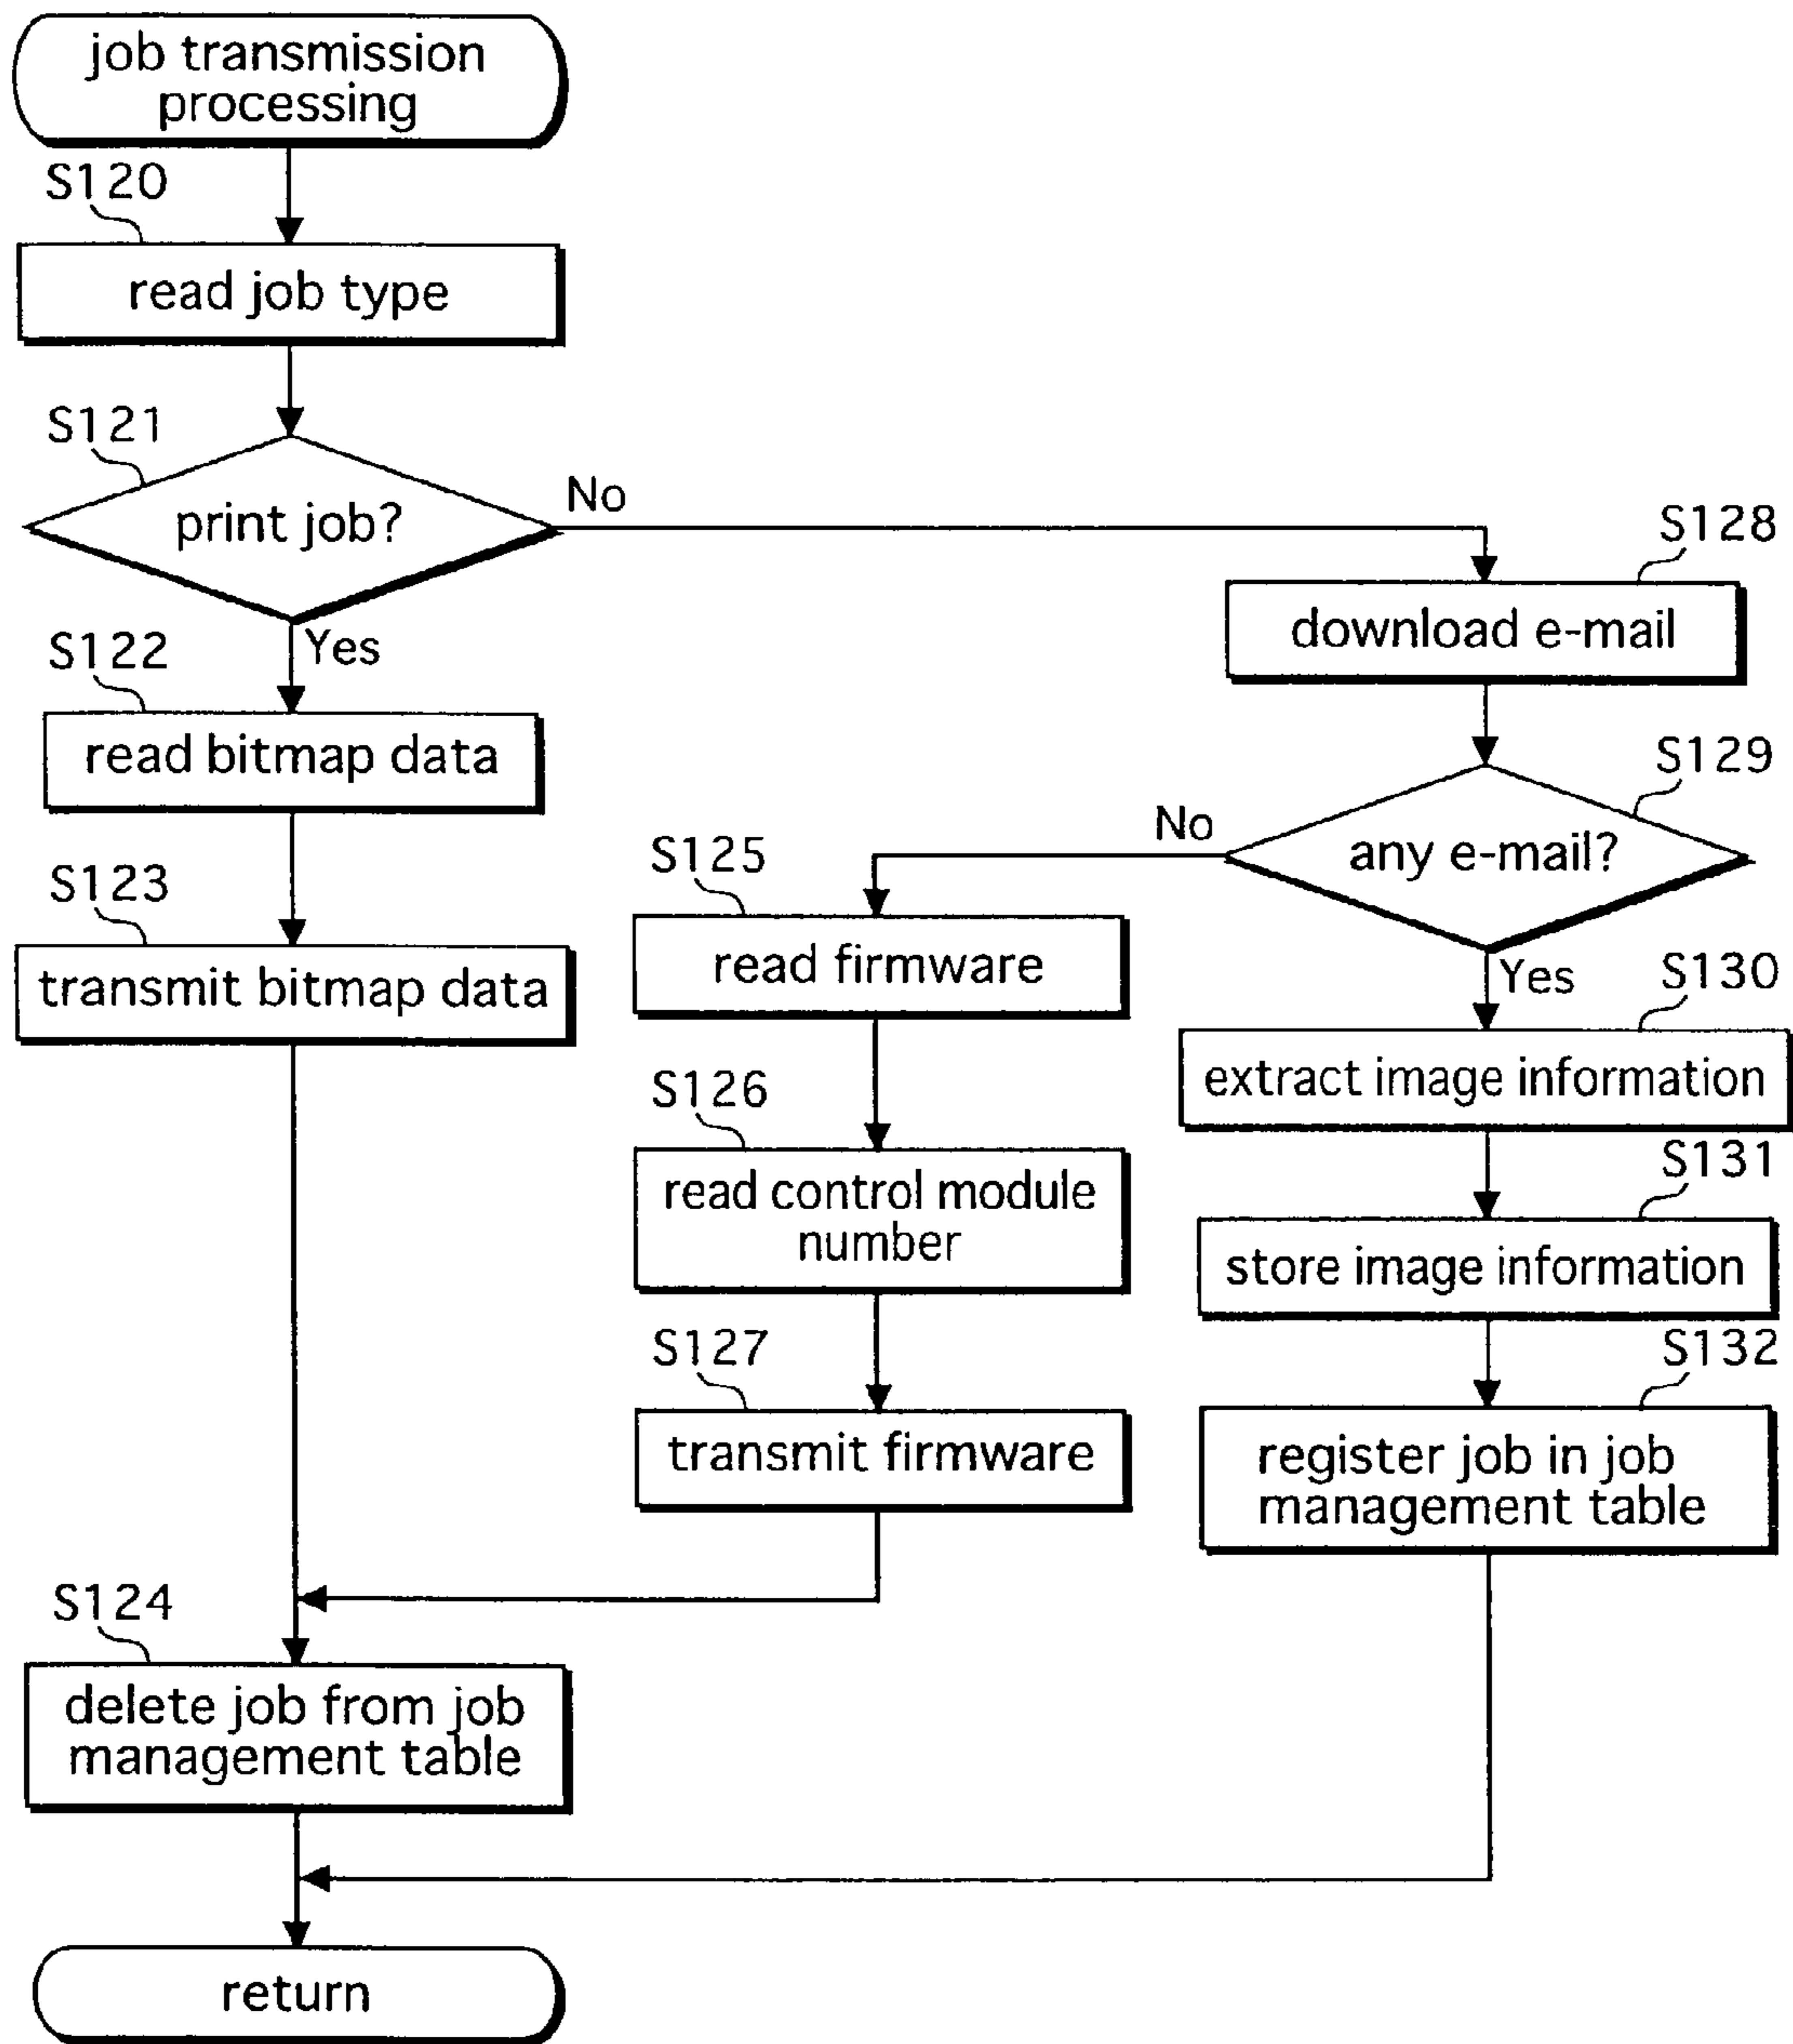 job transmission
processing
S120
read job type
S121
print job?
No
Yes
S122
read bitmap data
S123
transmit bitmap data
S128
download e-mail
S129
any e-mail?
No
Yes
S125
read firmware
S126
read control module
number
S127
transmit firmware
S130
extract image information
S131
store image information
S132
register job in job
management table
S124
delete job from job
management table
return